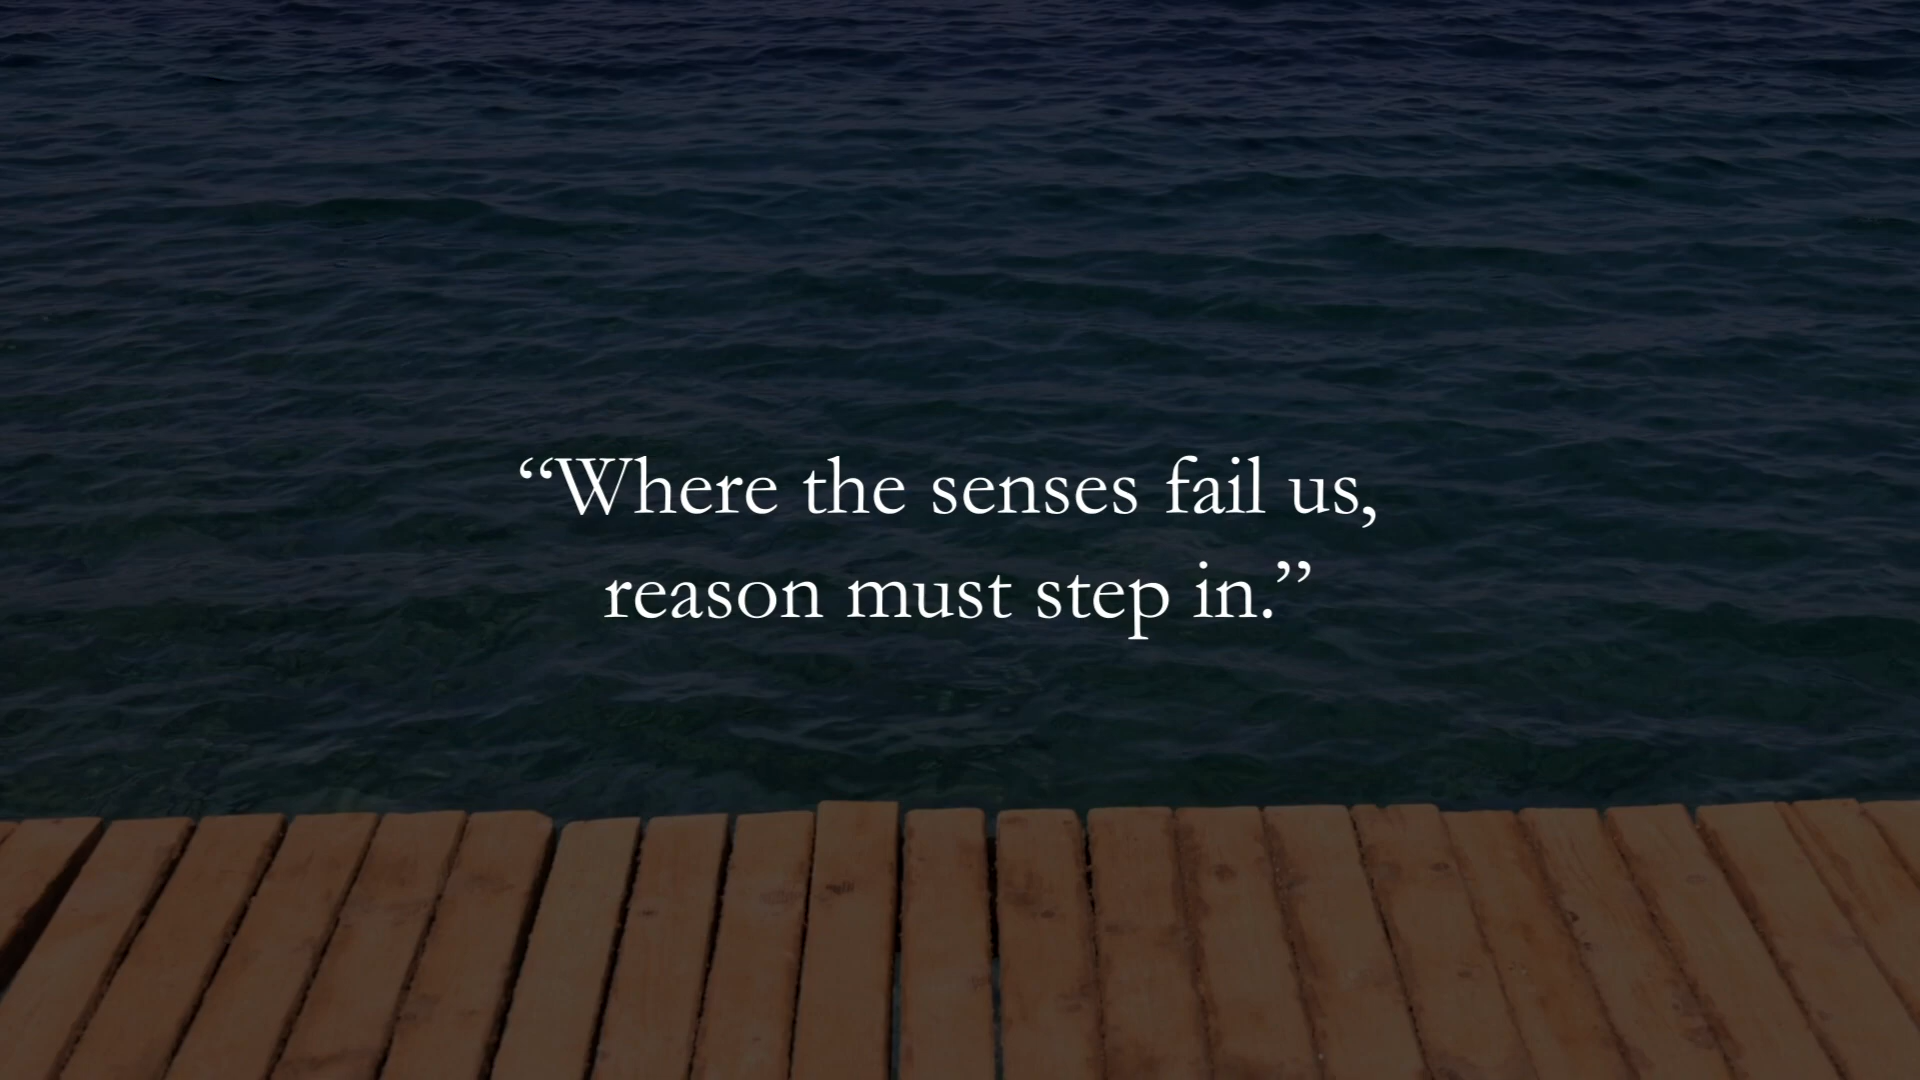 “Where the senses fail us,
reason must step in.”